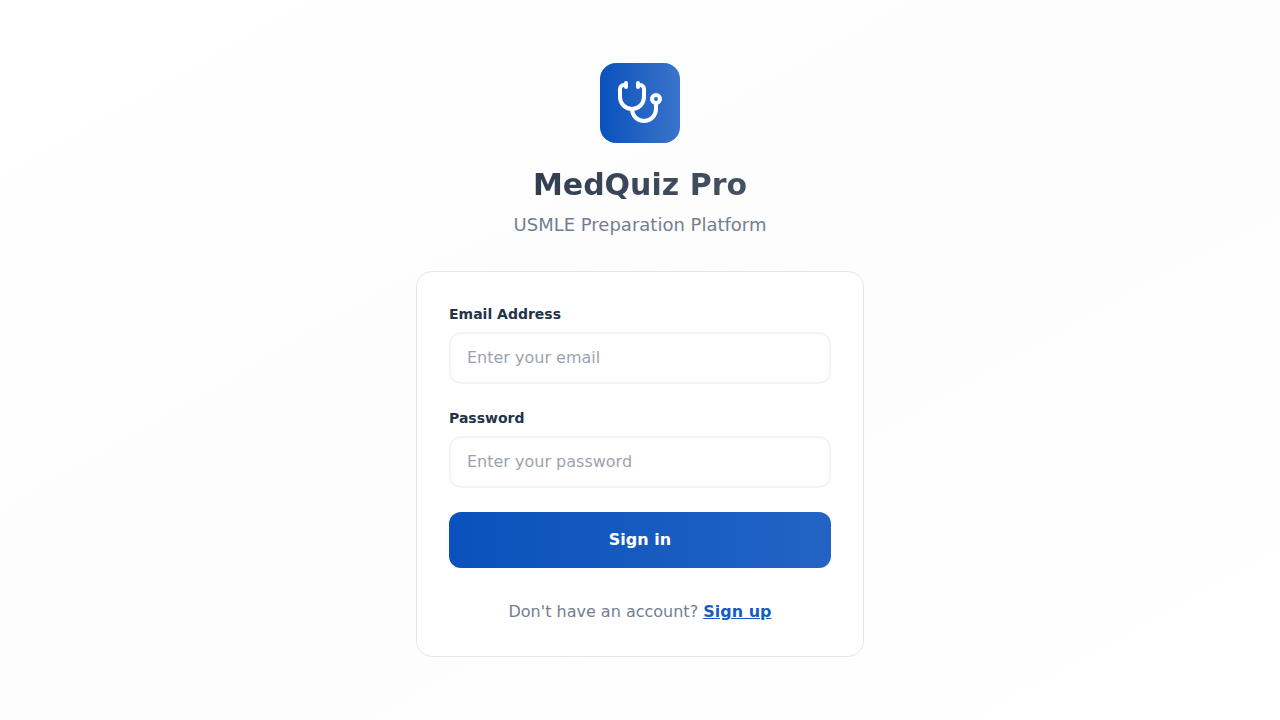 MedQuiz Pro
USMLE Preparation Platform
Email Address
Enter your email
Password
Enter your password
Sign in
Don't have an account? Sign up